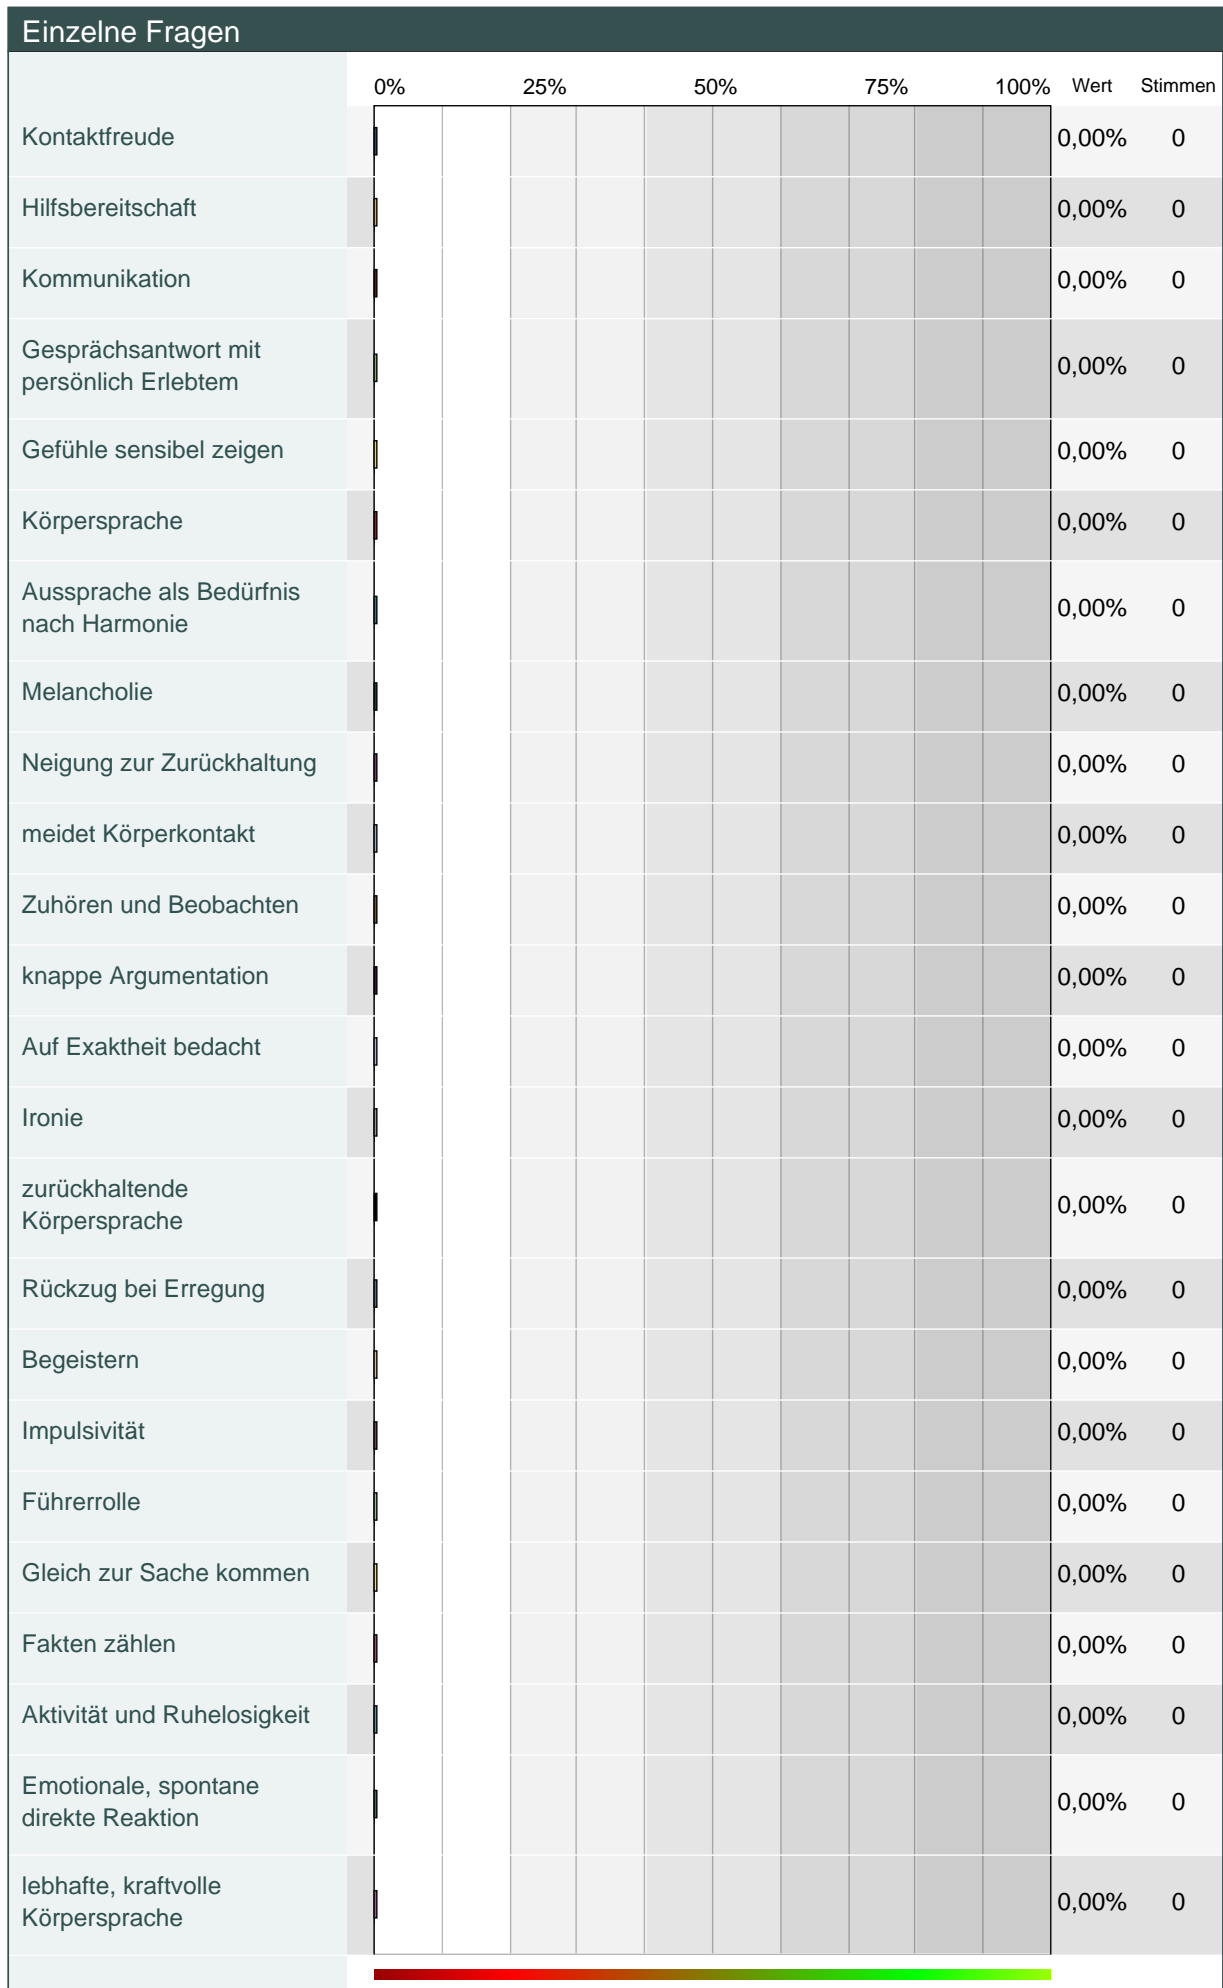 Einzelne Fragen
0% 25% 50% 75% 100% Wert Stimmen
Kontaktfreude 0,00% 0
Hilfsbereitschaft 0,00% 0
Kommunikation 0,00% 0
Gesprächsantwort mit
persönlich Erlebtem 0,00% 0
Gefühle sensibel zeigen 0,00% 0
Körpersprache 0,00% 0
Aussprache als Bedürfnis
nach Harmonie 0,00% 0
Melancholie 0,00% 0
Neigung zur Zurückhaltung 0,00% 0
meidet Körperkontakt 0,00% 0
Zuhören und Beobachten 0,00% 0
knappe Argumentation 0,00% 0
Auf Exaktheit bedacht 0,00% 0
Ironie 0,00% 0
zurückhaltende
Körpersprache 0,00% 0
Rückzug bei Erregung 0,00% 0
Begeistern 0,00% 0
Impulsivität 0,00% 0
Führerrolle 0,00% 0
Gleich zur Sache kommen 0,00% 0
Fakten zählen 0,00% 0
Aktivität und Ruhelosigkeit 0,00% 0
Emotionale, spontane
direkte Reaktion 0,00% 0
lebhafte, kraftvolle
Körpersprache 0,00% 0